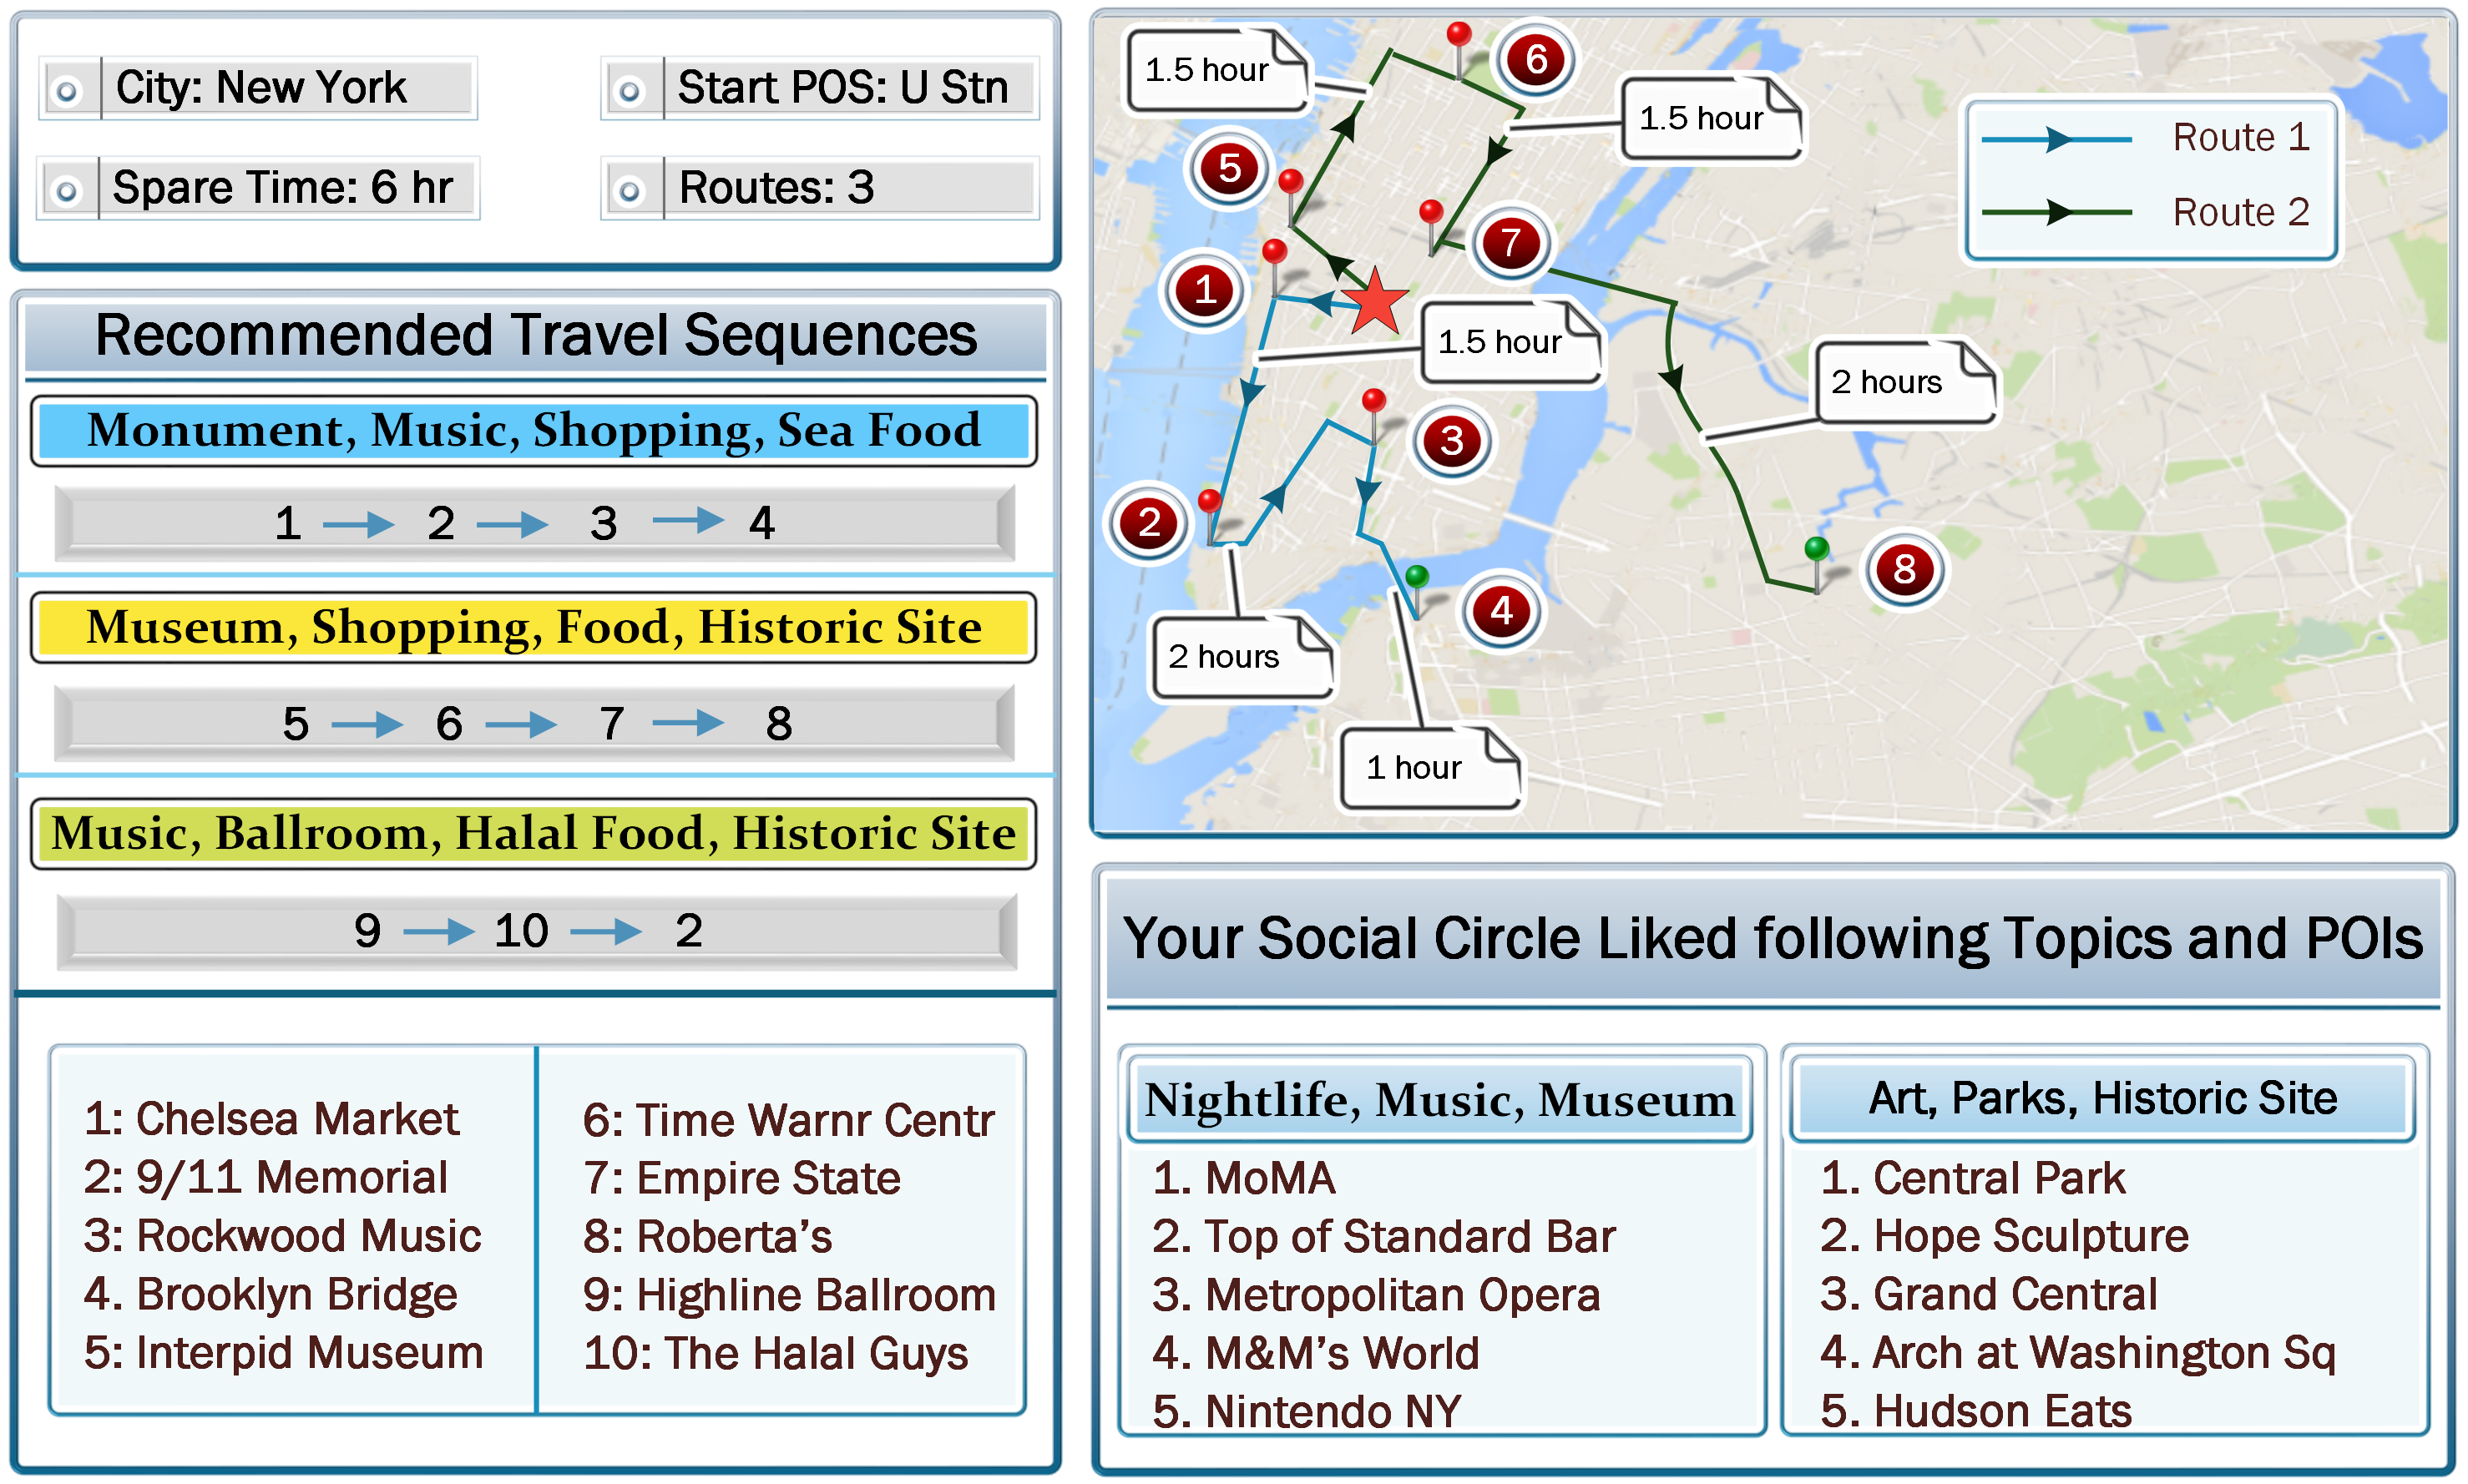 City: New York
Start POS: U Stn
Spare Time: 6 hr
Routes: 3
Recommended Travel Sequences
Monument, Music, Shopping, Sea Food
1 2 3 4
Museum, Shopping, Food, Historic Site
5 6 7 8
Music, Ballroom, Halal Food, Historic Site
9 10 2
1: Chelsea Market
2: 9/11 Memorial
3: Rockwood Music
4. Brooklyn Bridge
5: Interpid Museum
6: Time Warnr Centr
7: Empire State
8: Roberta's
9: Highline Ballroom
10: The Halal Guys
1.5 hour
6
1.5 hour
Route 1
Route 2
5
7
1
1.5 hour
2 hours
3
2
8
4
2 hours
1 hour
Your Social Circle Liked following Topics and POIs
Nightlife, Music, Museum
1. MoMA
2. Top of Standard Bar
3. Metropolitan Opera
4. M&M's World
5. Nintendo NY
Art, Parks, Historic Site
1. Central Park
2. Hope Sculpture
3. Grand Central
4. Arch at Washington Sq
5. Hudson Eats